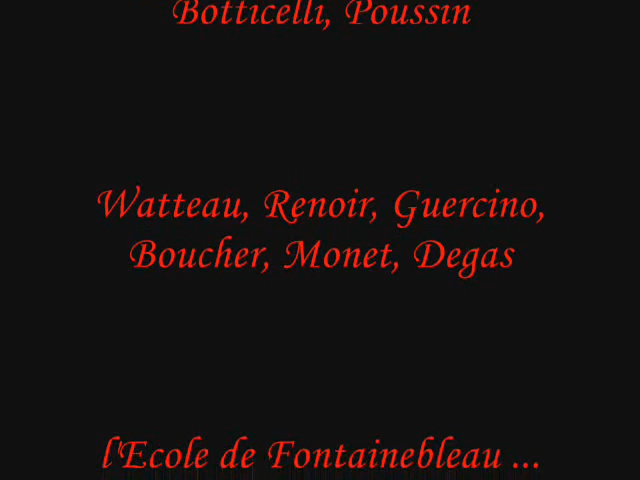 Botticelli, Poussin
Watteau, Renoir, Guercino,
Boucher, Monet, Degas
l'Ecole de Fontainebleau ...